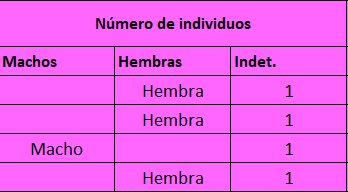 Número de individuos
Machos Hembras Indet.
Hembra 1
Hembra 1
Macho 1
Hembra 1